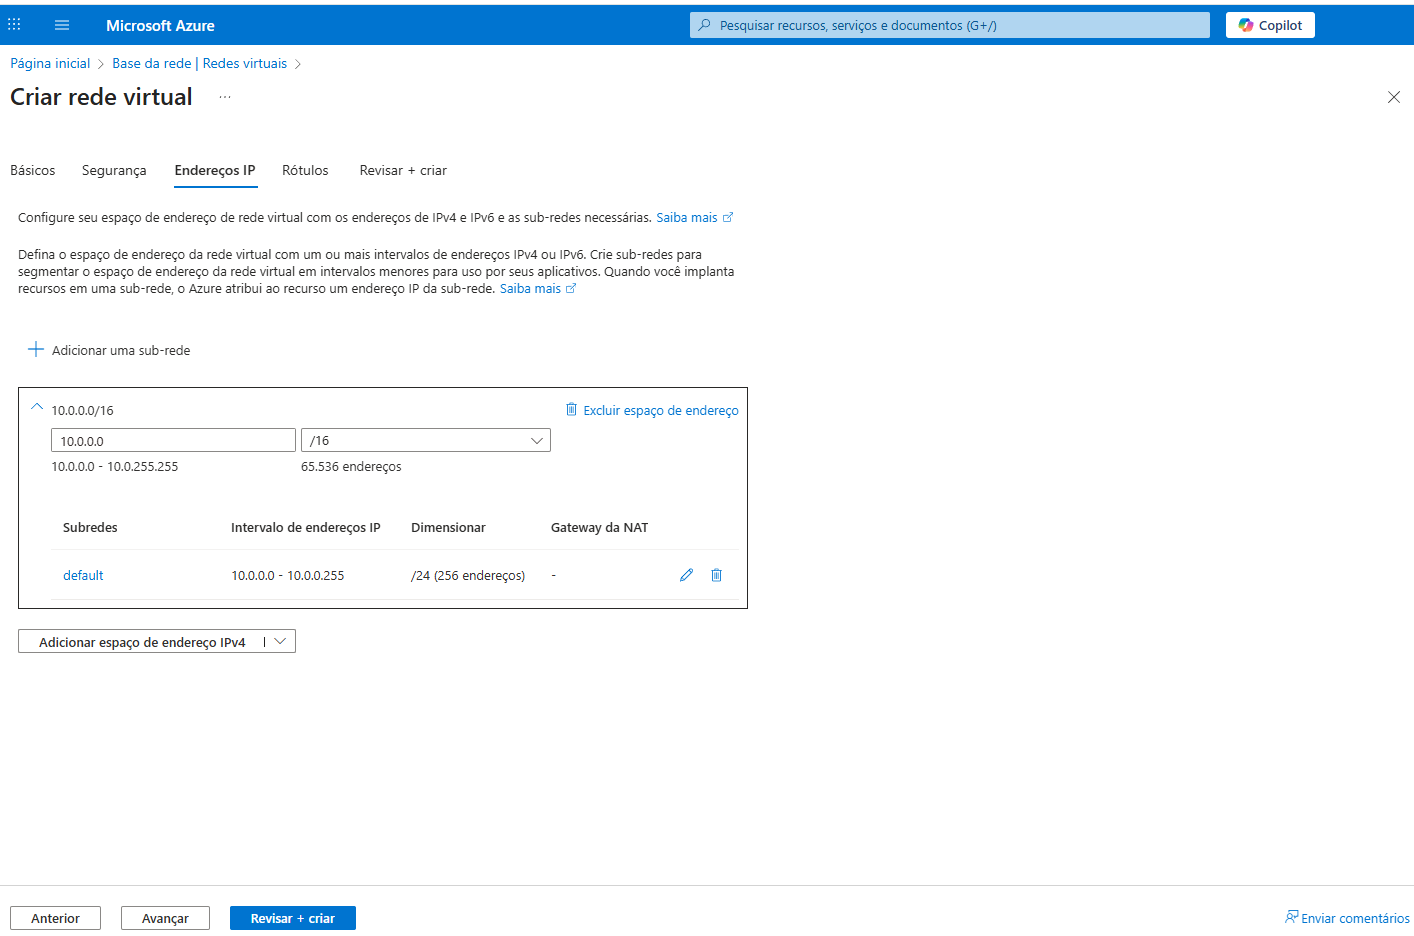 Microsoft Azure
Pesquisar recursos, serviços e documentos (G+/)
Copilot
Página inicial > Base da rede | Redes virtuais >
Criar rede virtual ...
Básicos Segurança Endereços IP Rótulos Revisar + criar
Configure seu espaço de endereço de rede virtual com os endereços de IPv4 e IPv6 e as sub-redes necessárias. Saiba mais
Defina o espaço de endereço da rede virtual com um ou mais intervalos de endereços IPv4 ou IPv6. Crie sub-redes para
segmentar o espaço de endereço da rede virtual em intervalos menores para uso por seus aplicativos. Quando você implanta
recursos em uma sub-rede, o Azure atribui ao recurso um endereço IP da sub-rede. Saiba mais
Adicionar uma sub-rede
10.0.0.0/16 Excluir espaço de endereço
10.0.0.0 /16
10.0.0.0 - 10.0.255.255 65.536 endereços
Subredes Intervalo de endereços IP Dimensionar Gateway da NAT
default 10.0.0.0 - 10.0.0.255 /24 (256 endereços) -
Adicionar espaço de endereço IPv4 |
Anterior Avançar Revisar + criar Enviar comentários